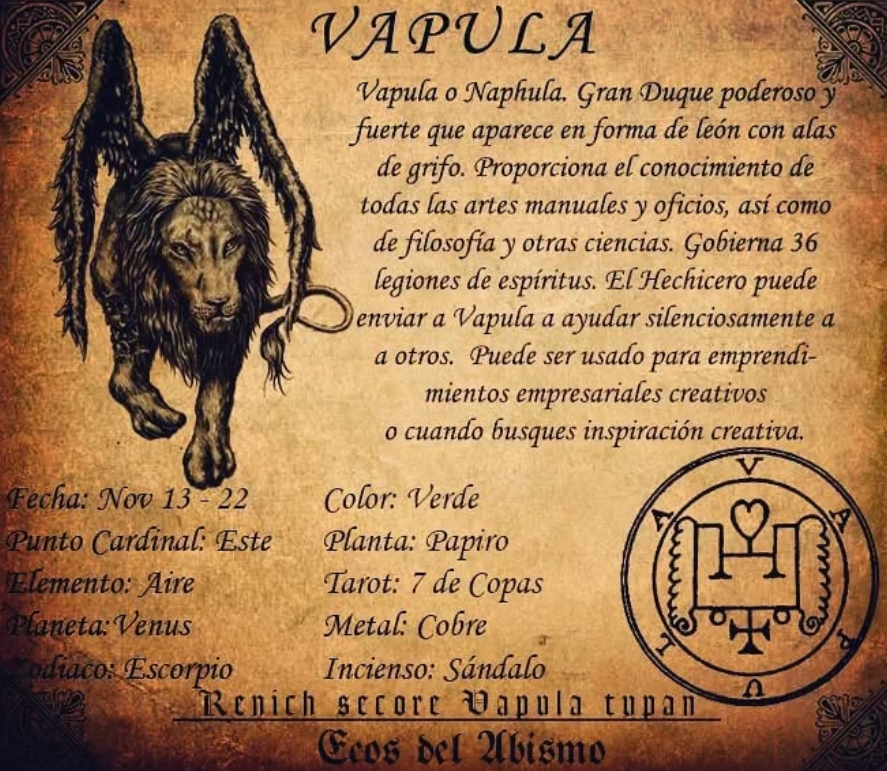 VAPULA
Vapula o Naphula. Gran Duque poderoso y
fuerte que aparece en forma de león con alas
de grifo. Proporciona el conocimiento de
todas las artes manuales y oficios, así como
de filosofía y otras ciencias. Gobierna 36
legiones de espíritus. El Hechicero puede
enviar a Vapula a ayudar silenciosamente a
a otros. Puede ser usado para emprendi-
mientos empresariales creativos
o cuando busques inspiración creativa.
Fecha: Nov 13 - 22
Punto Cardinal: Este
Elemento: Aire
Planeta: Venus
Zodiaco: Escorpio
Color: Verde
Planta: Papiro
Tarot: 7 de Copas
Metal: Cobre
Incienso: Sándalo
V A P U L A
Renich secore Vapula tupan
Ecos del Abismo